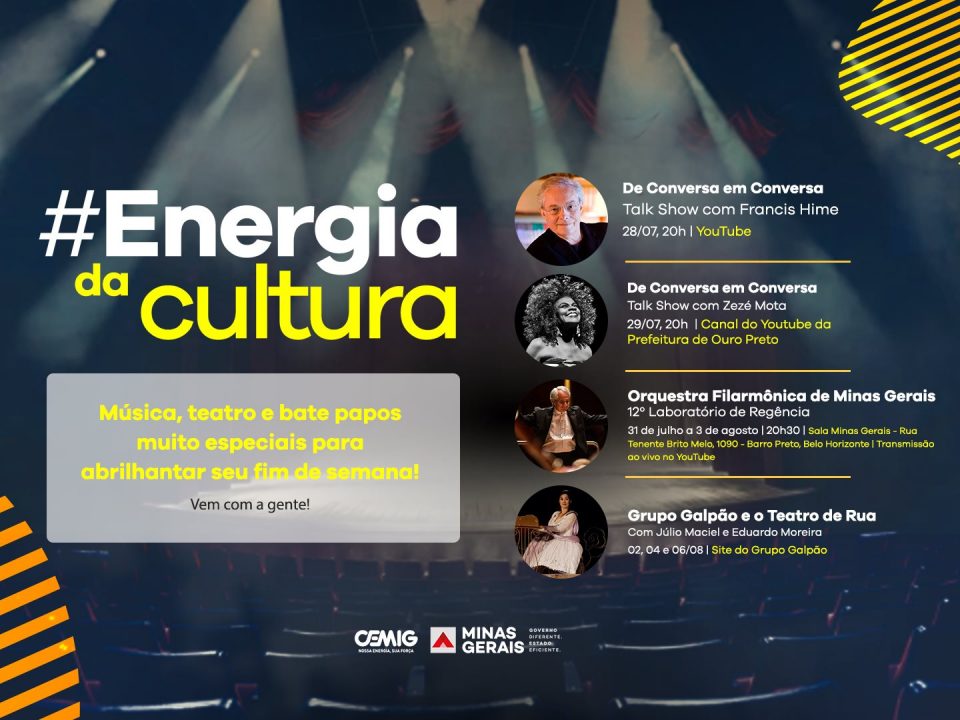 #Energia
da
cultura
Música, teatro e bate papos
muito especiais para
abrilhantar seu fim de semana!
Vem com a gente!
De Conversa em Conversa
Talk Show com Francis Hime
28/07, 20h | YouTube
De Conversa em Conversa
Talk Show com Zezé Mota
29/07, 20h | Canal do Youtube da
Prefeitura de Ouro Preto
Orquestra Filarmônica de Minas Gerais
12º Laboratório de Regência
31 de julho a 3 de agosto | 20h30 | Sala Minas Gerais - Rua
Tenente Brito Melo, 1090 - Barro Preto, Belo Horizonte | Transmissão
ao vivo no YouTube
Grupo Galpão e o Teatro de Rua
Com Júlio Maciel e Eduardo Moreira
02, 04 e 06/08 | Site do Grupo Galpão
CEMIG
NOSSA ENERGIA, SUA FORÇA
MINAS
GERAIS
GOVERNO
DIFERENTE.
ESTADO
EFICIENTE.